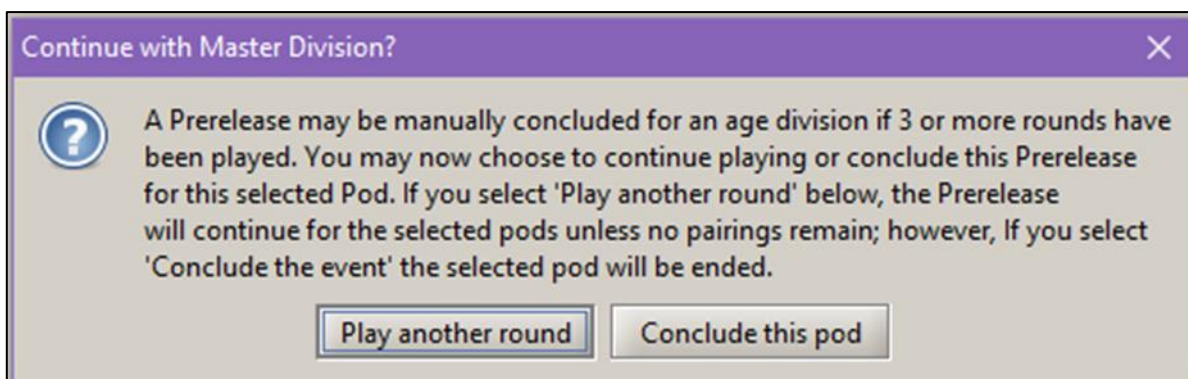 Continue with Master Division?
A Prerelease may be manually concluded for an age division if 3 or more rounds have
been played. You may now choose to continue playing or conclude this Prerelease
for this selected Pod. If you select 'Play another round' below, the Prerelease
will continue for the selected pods unless no pairings remain; however, If you select
'Conclude the event' the selected pod will be ended.
Play another round Conclude this pod